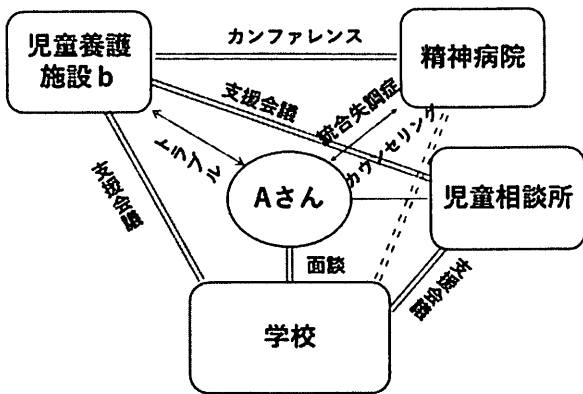 児童養護
施設b
カンファレンス
精神病院
支援会議
統合失調症
カウンセリング
トラブル
支援会議
Aさん
児童相談所
面談
支援会議
学校